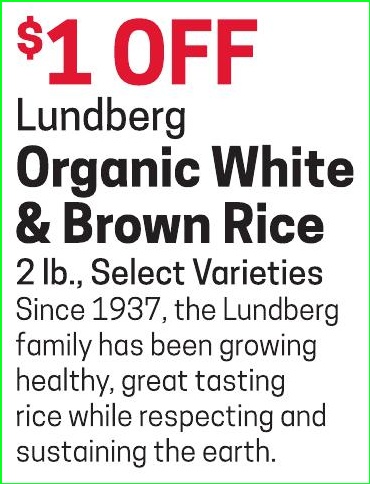 $1 OFF
Lundberg
Organic White
& Brown Rice
2 lb., Select Varieties
Since 1937, the Lundberg
family has been growing
healthy, great tasting
rice while respecting and
sustaining the earth.